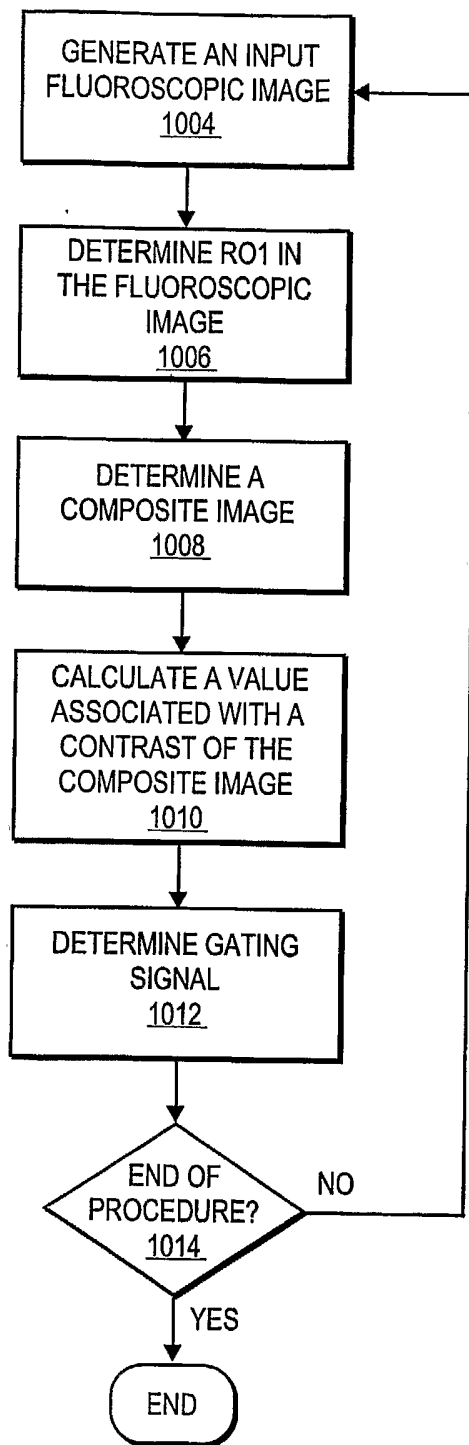 GENERATE AN INPUT
FLUOROSCOPIC IMAGE
1004
DETERMINE RO1 IN
THE FLUOROSCOPIC
IMAGE
1006
DETERMINE A
COMPOSITE IMAGE
1008
CALCULATE A VALUE
ASSOCIATED WITH A
CONTRAST OF THE
COMPOSITE IMAGE
1010
DETERMINE GATING
SIGNAL
1012
END OF
PROCEDURE?
1014
NO
YES
END